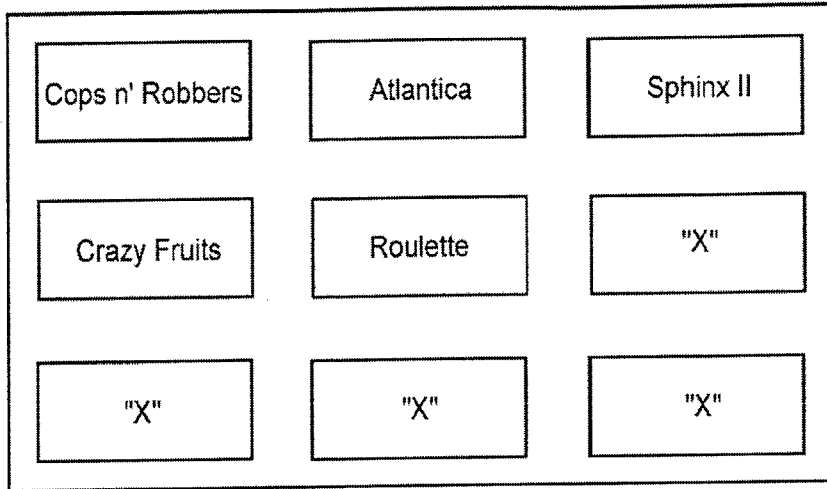 Cops n' Robbers
Atlantica
Sphinx II
Crazy Fruits
Roulette
"X"
"X"
"X"
"X"